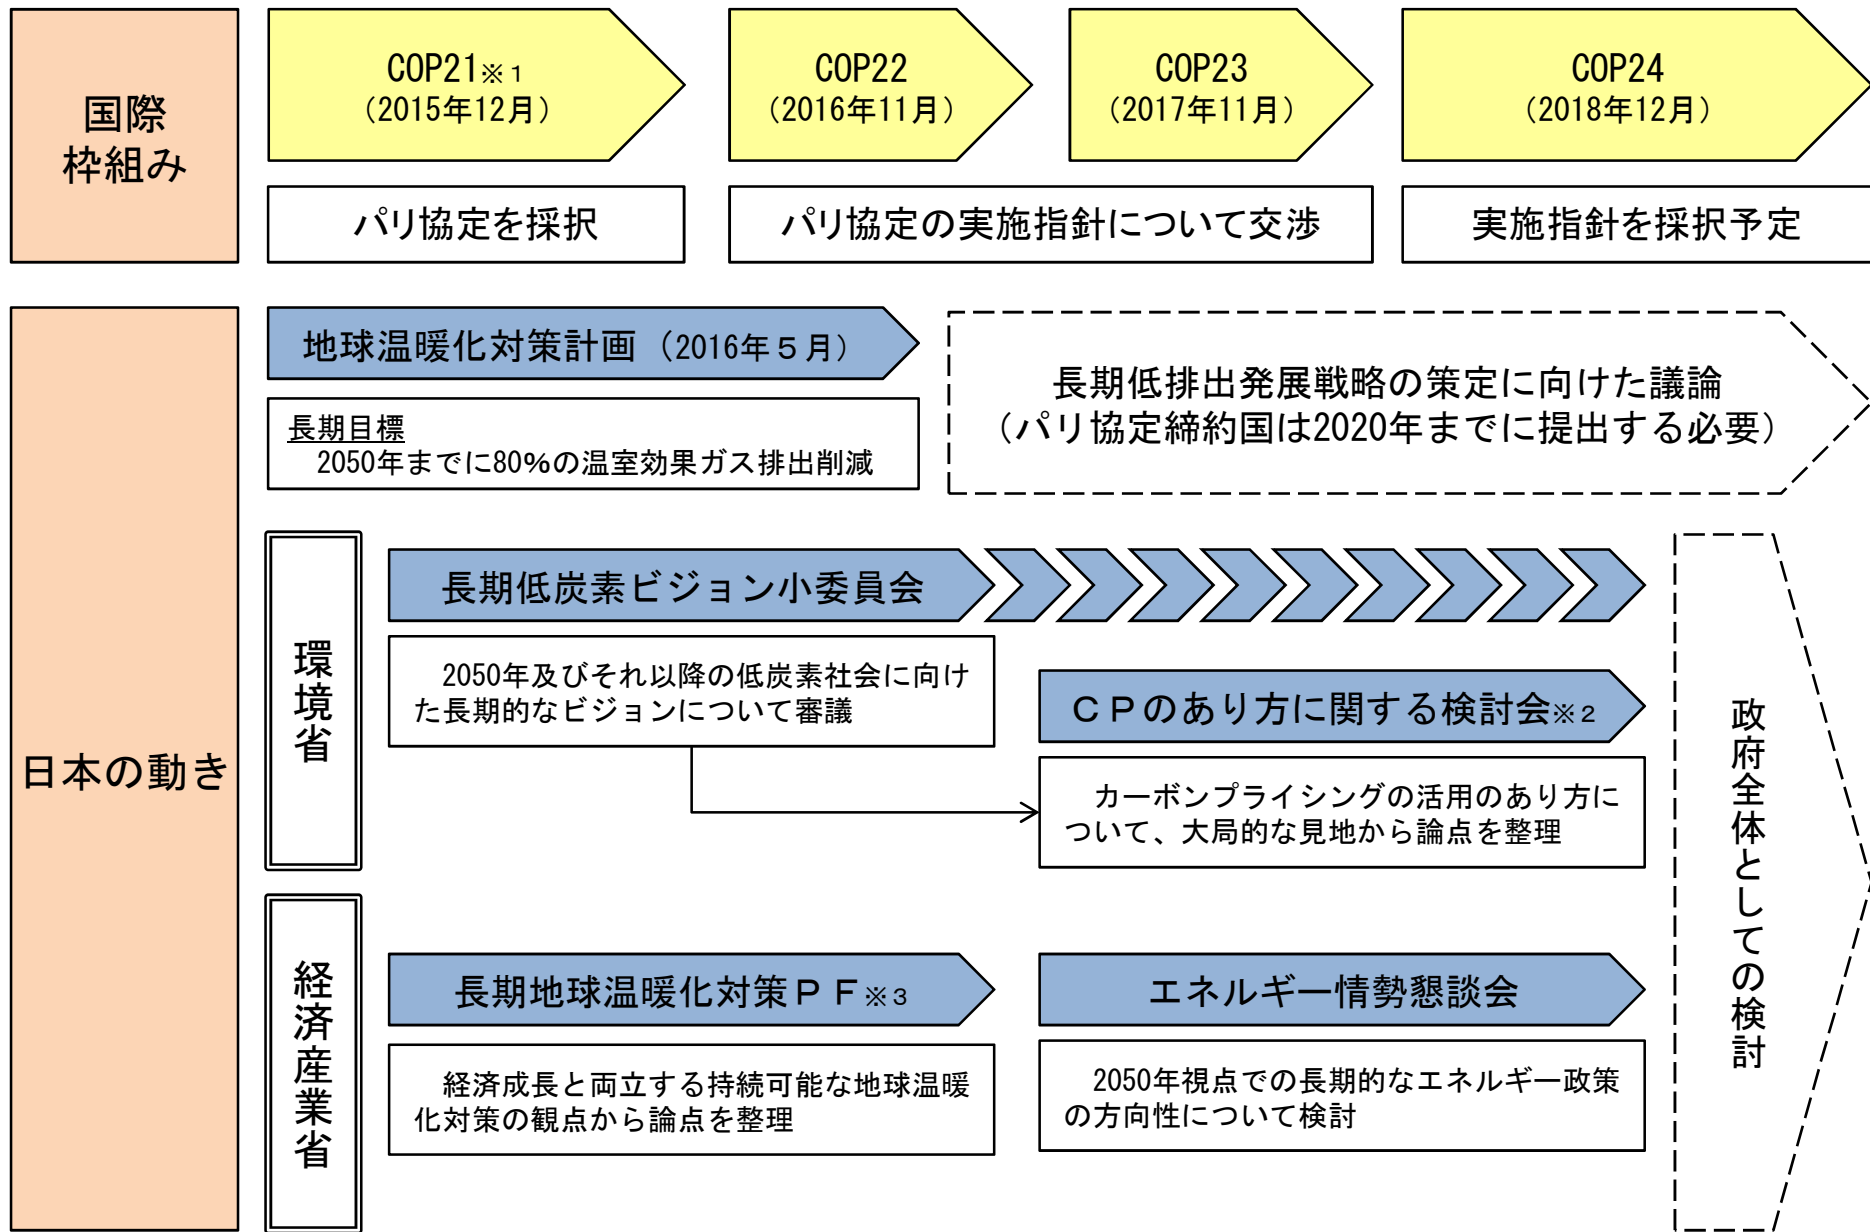 国際
枠組み
COP21※1
（2015年12月）
COP22
（2016年11月）
COP23
（2017年11月）
COP24
（2018年12月）
パリ協定を採択
パリ協定の実施指針について交渉
実施指針を採択予定
日本の動き
地球温暖化対策計画（2016年５月）
長期目標
2050年までに80%の温室効果ガス排出削減
長期低排出発展戦略の策定に向けた議論
（パリ協定締約国は2020年までに提出する必要）
環境省
長期低炭素ビジョン小委員会
2050年及びそれ以降の低炭素社会に向け
た長期的なビジョンについて審議
ＣＰのあり方に関する検討会※2
カーボンプライシングの活用のあり方に
ついて、大局的な見地から論点を整理
経済産業省
長期地球温暖化対策ＰＦ※3
経済成長と両立する持続可能な地球温暖
化対策の観点から論点を整理
エネルギー情勢懇談会
2050年視点での長期的なエネルギー政策
の方向性について検討
政府全体としての検討